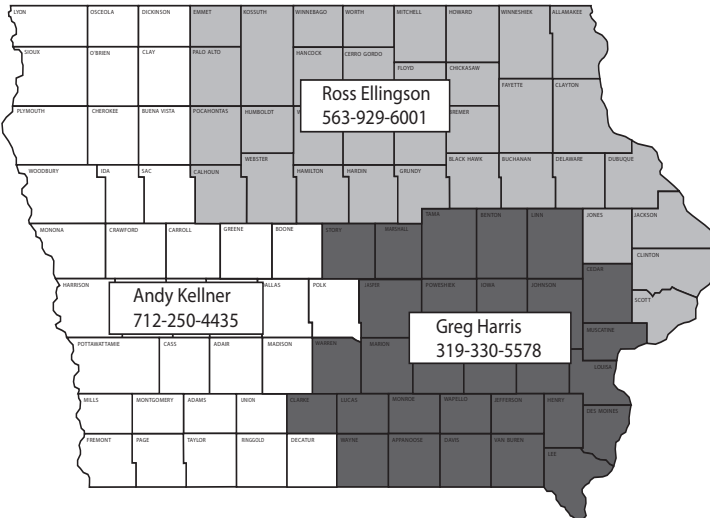 LYON
OSCEOLA
DICKINSON
EMMET
KOSSUTH
WINNEBAGO
WORTH
MITCHELL
HOWARD
WINNESHIEK
ALLAMAKEE
SIOUX
O'BRIEN
CLAY
PALO ALTO
HANCOCK
CERRO GORDO
FLOYD
CHICKASAW
FAYETTE
CLAYTON
PLYMOUTH
CHEROKEE
BUENA VISTA
POCAHONTAS
HUMBOLDT
Ross Ellingson
563-929-6001
BREMER
WOODBURY
IDA
SAC
CALHOUN
WEBSTER
HAMILTON
HARDIN
GRUNDY
BLACK HAWK
BUCHANAN
DELAWARE
DUBUQUE
MONONA
CRAWFORD
CARROLL
GREENE
BOONE
STORY
MARSHALL
TAMA
BENTON
LINN
JONES
JACKSON
CLINTON
CEDAR
HARRISON
Andy Kellner
712-250-4435
POLK
JASPER
POWESHIEK
IOWA
JOHNSON
SCOTT
MUSCATINE
Greg Harris
319-330-5578
POTTAWATTAMIE
CASS
ADAIR
MADISON
WARREN
MARION
LOUISA
MILLS
MONTGOMERY
ADAMS
UNION
CLARKE
LUCAS
MONROE
WAPELLO
JEFFERSON
HENRY
DES MOINES
FREMONT
PAGE
TAYLOR
RINGGOLD
DECATUR
WAYNE
APPANOOSE
DAVIS
VAN BUREN
LEE